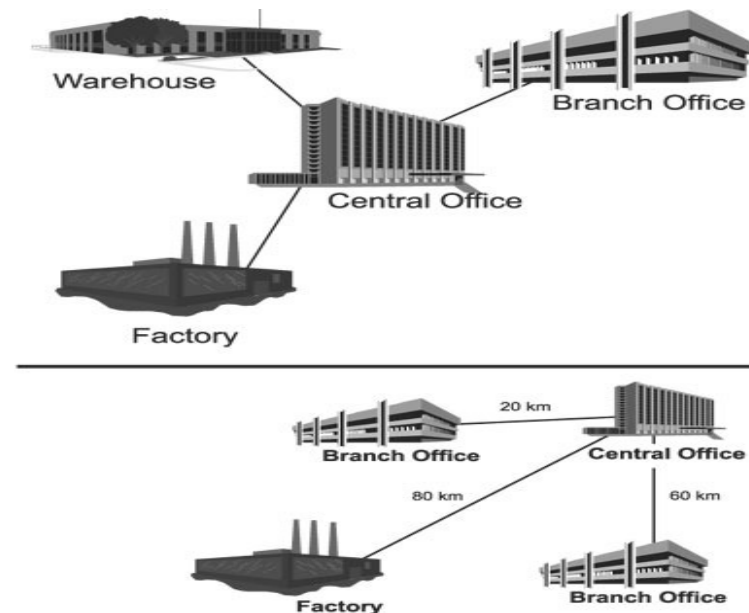 Warehouse
Branch Office
Central Office
Factory
20 km
Branch Office
Central Office
80 km
60 km
Branch Office
Factory